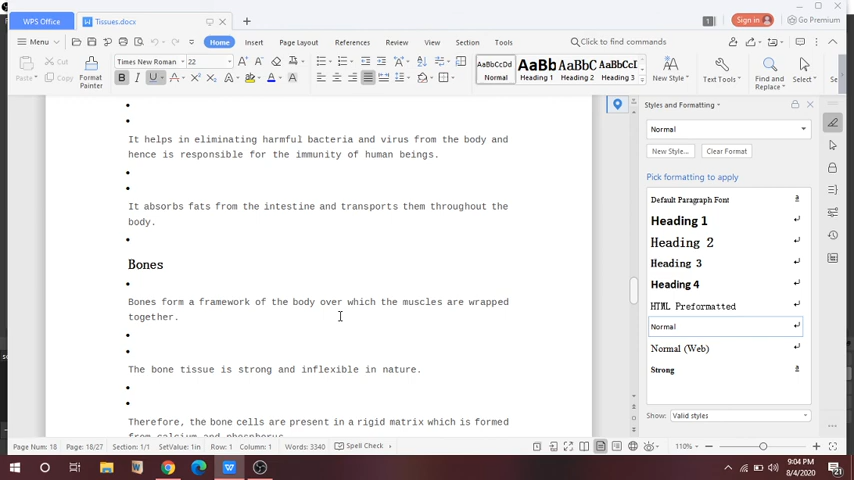 WPS Office
Tissues.docx
1
Sign in
Go Premium
Menu
Home
Insert
Page Layout
References
Review
View
Section
Tools
Click to find commands
Paste
Cut
Copy
Format
Painter
Times New Roman
22
B I U
AaBbCcDd
Normal
AaBb
Heading 1
AaBbC
Heading 2
AaBbCcI
Heading 3
New Style
Text Tools
Find and
Replace
Select
It helps in eliminating harmful bacteria and virus from the body and
hence is responsible for the immunity of human beings.
It absorbs fats from the intestine and transports them throughout the
body.
Bones
Bones form a framework of the body over which the muscles are wrapped
together.
The bone tissue is strong and inflexible in nature.
Therefore, the bone cells are present in a rigid matrix which is formed
from calcium and phosphorus.
Styles and Formatting
Normal
New Style...
Clear Format
Pick formatting to apply
Default Paragraph Font
Heading 1
Heading 2
Heading 3
Heading 4
HTML Preformatted
Normal
Normal (Web)
Strong
Show:
Valid styles
Page Num: 18
Page: 18/27
Section: 1/1
SetValue: 1in
Row: 1
Column: 1
Words: 3340
Spell Check
110%
9:04 PM
8/4/2020
21